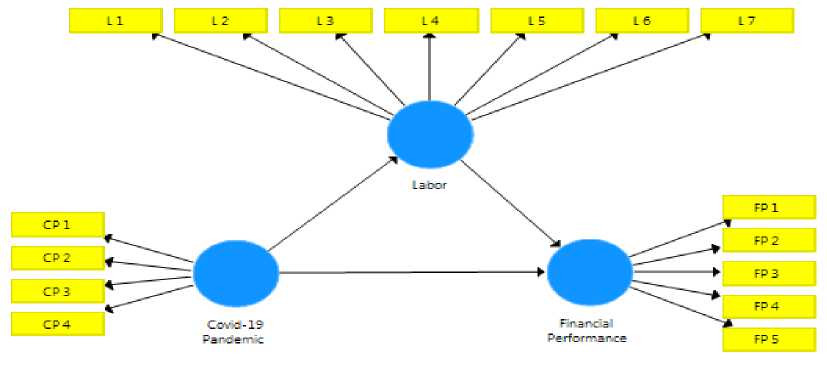 L 1
L 2
L 3
L 4
L 5
L 6
L 7
Labor
CP 1
CP 2
CP 3
CP 4
Covid-19
Pandemic
Financial
Performance
FP 1
FP 2
FP 3
FP 4
FP 5